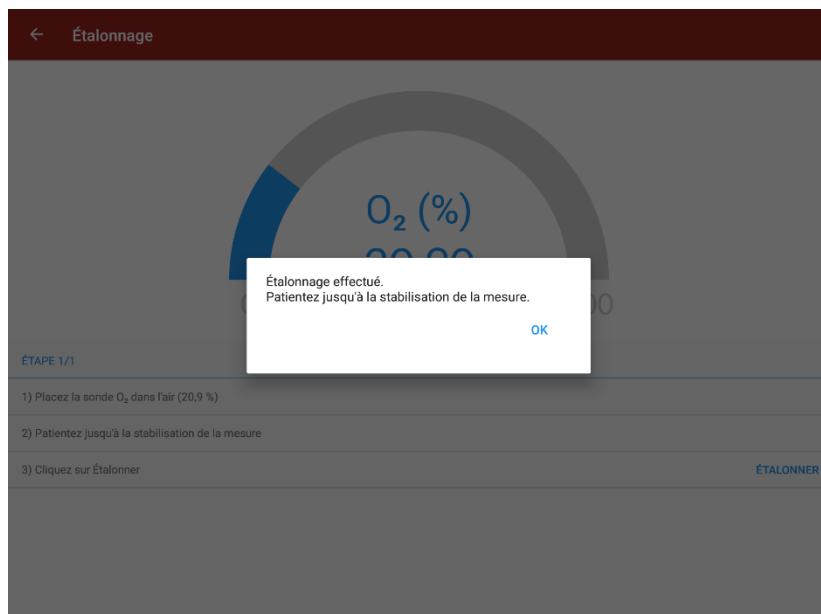 Étalonnage
O₂ (%)
Étalonnage effectué.
Patientez jusqu'à la stabilisation de la mesure.
OK
ÉTAPE 1/1
1) Placez la sonde O₂ dans l'air (20,9 %)
2) Patientez jusqu'à la stabilisation de la mesure
3) Cliquez sur Étalonner
ÉTALONNER